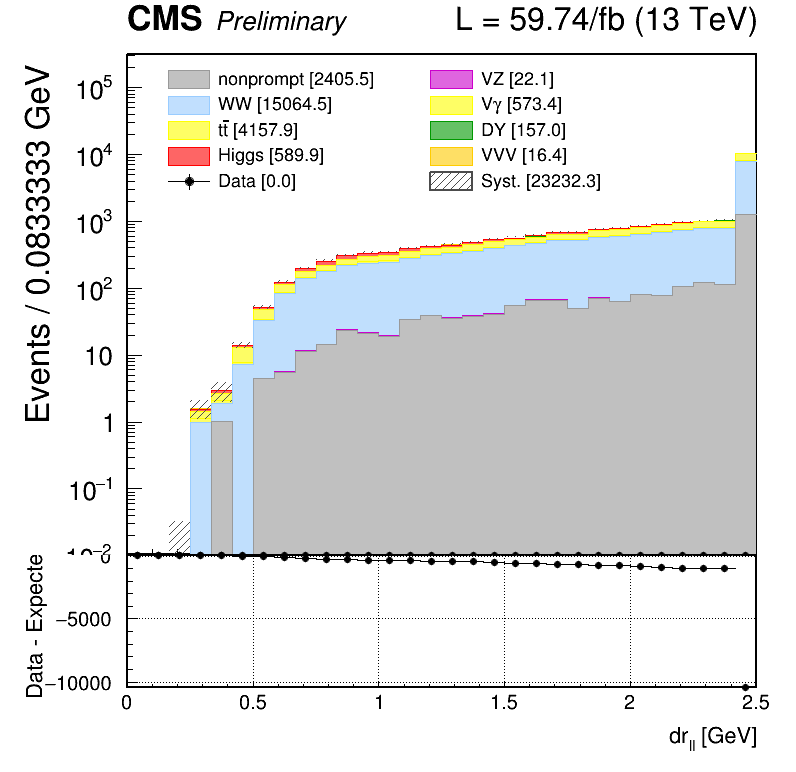 CMS Preliminary L = 59.74/fb (13 TeV)
Events / 0.0833333 GeV
nonprompt [2405.5]
WW [15064.5]
tt̄ [4157.9]
Higgs [589.9]
Data [0.0]
VZ [22.1]
Vγ [573.4]
DY [157.0]
VVV [16.4]
Syst. [23232.3]
10⁵
10⁴
10³
10²
10
1
10⁻¹
10⁻²
0
−5000
−10000
Data - Expecte
0 0.5 1 1.5 2 2.5
dr_ll [GeV]